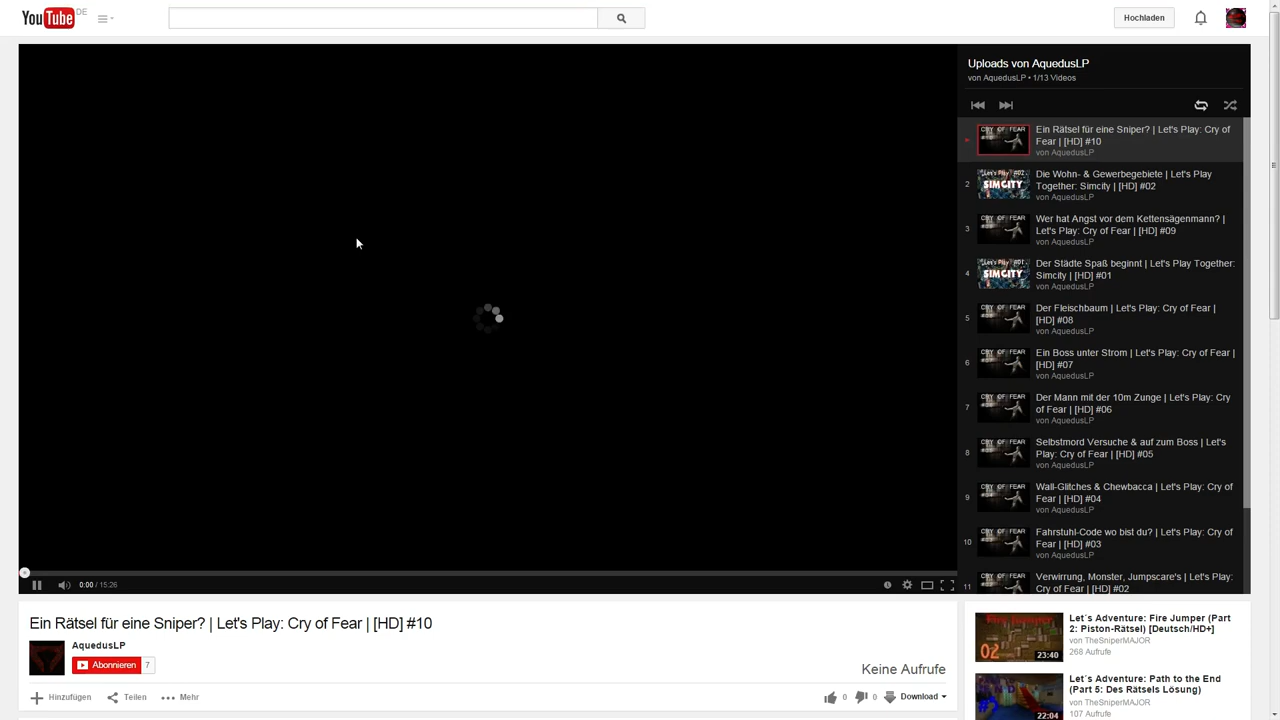 YouTube DE
Hochladen
Uploads von AquedusLP
von AquedusLP • 1/13 Videos
Ein Rätsel für eine Sniper? | Let's Play: Cry of
Fear | [HD] #10
von AquedusLP
2
Die Wohn- & Gewerbegebiete | Let's Play
Together: Simcity | [HD] #02
von AquedusLP
3
Wer hat Angst vor dem Kettensägenmann? |
Let's Play: Cry of Fear | [HD] #09
von AquedusLP
4
Der Städte Spaß beginnt | Let's Play Together:
Simcity | [HD] #01
von AquedusLP
5
Der Fleischbaum | Let's Play: Cry of Fear |
[HD] #08
von AquedusLP
6
Ein Boss unter Strom | Let's Play: Cry of Fear |
[HD] #07
von AquedusLP
7
Der Mann mit der 10m Zunge | Let's Play: Cry
of Fear | [HD] #06
von AquedusLP
8
Selbstmord Versuche & auf zum Boss | Let's
Play: Cry of Fear | [HD] #05
von AquedusLP
9
Wall-Glitches & Chewbacca | Let's Play: Cry of
Fear | [HD] #04
von AquedusLP
10
Fahrstuhl-Code wo bist du? | Let's Play: Cry of
Fear | [HD] #03
von AquedusLP
11
Verwirrung, Monster, Jumpscare's | Let's Play:
Cry of Fear | [HD] #02
0:00 / 15:26
Ein Rätsel für eine Sniper? | Let's Play: Cry of Fear | [HD] #10
AquedusLP
Abonnieren 7
Keine Aufrufe
Hinzufügen Teilen Mehr
0 0 Download
Fire Jumper
02
23:40
Let´s Adventure: Fire Jumper (Part
2: Piston-Rätsel) [Deutsch/HD+]
von TheSniperMAJOR
268 Aufrufe
22:04
Let´s Adventure: Path to the End
(Part 5: Des Rätsels Lösung)
von TheSniperMAJOR
107 Aufrufe